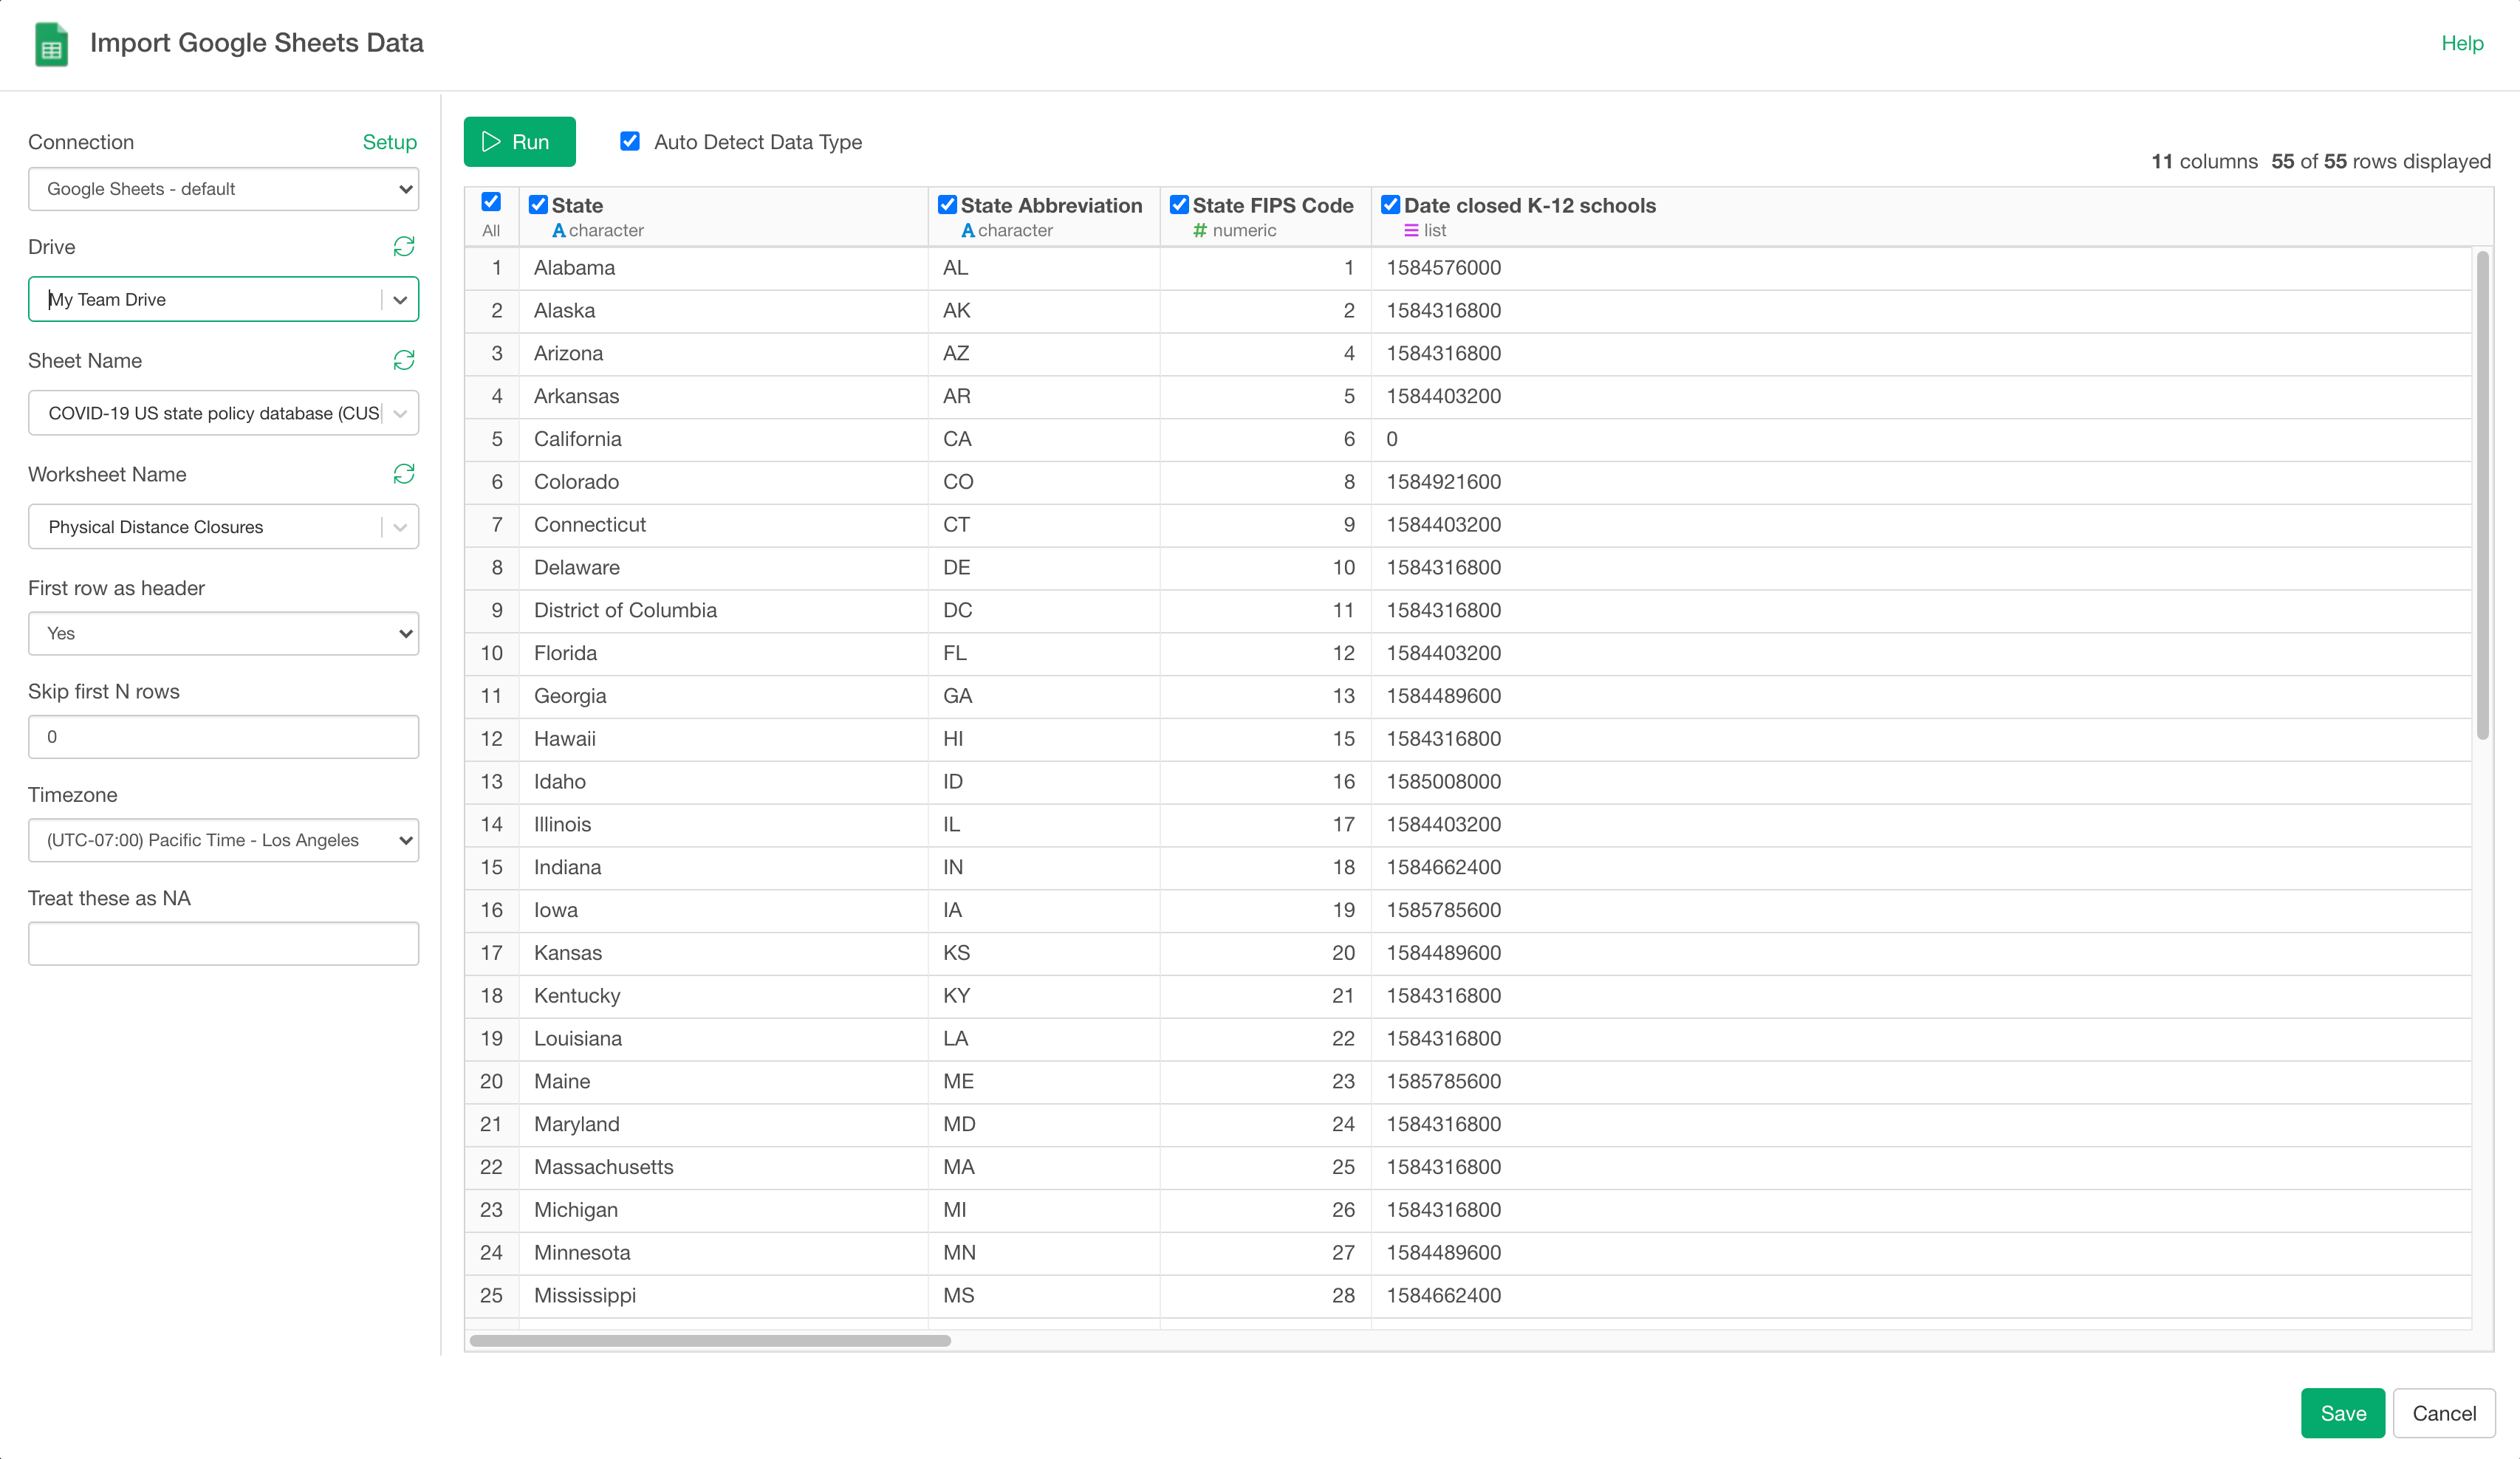 Import Google Sheets Data
Help
Connection
Setup
Google Sheets - default
Drive
My Team Drive
Sheet Name
COVID-19 US state policy database (CUS
Worksheet Name
Physical Distance Closures
First row as header
Yes
Skip first N rows
0
Timezone
(UTC-07:00) Pacific Time - Los Angeles
Treat these as NA
Run
Auto Detect Data Type
11 columns 55 of 55 rows displayed
All State State Abbreviation State FIPS Code Date closed K-12 schools
A character A character # numeric list
1 Alabama AL 1 1584576000
2 Alaska AK 2 1584316800
3 Arizona AZ 4 1584316800
4 Arkansas AR 5 1584403200
5 California CA 6 0
6 Colorado CO 8 1584921600
7 Connecticut CT 9 1584403200
8 Delaware DE 10 1584316800
9 District of Columbia DC 11 1584316800
10 Florida FL 12 1584403200
11 Georgia GA 13 1584489600
12 Hawaii HI 15 1584316800
13 Idaho ID 16 1585008000
14 Illinois IL 17 1584403200
15 Indiana IN 18 1584662400
16 Iowa IA 19 1585785600
17 Kansas KS 20 1584489600
18 Kentucky KY 21 1584316800
19 Louisiana LA 22 1584316800
20 Maine ME 23 1585785600
21 Maryland MD 24 1584316800
22 Massachusetts MA 25 1584316800
23 Michigan MI 26 1584316800
24 Minnesota MN 27 1584489600
25 Mississippi MS 28 1584662400
Save
Cancel